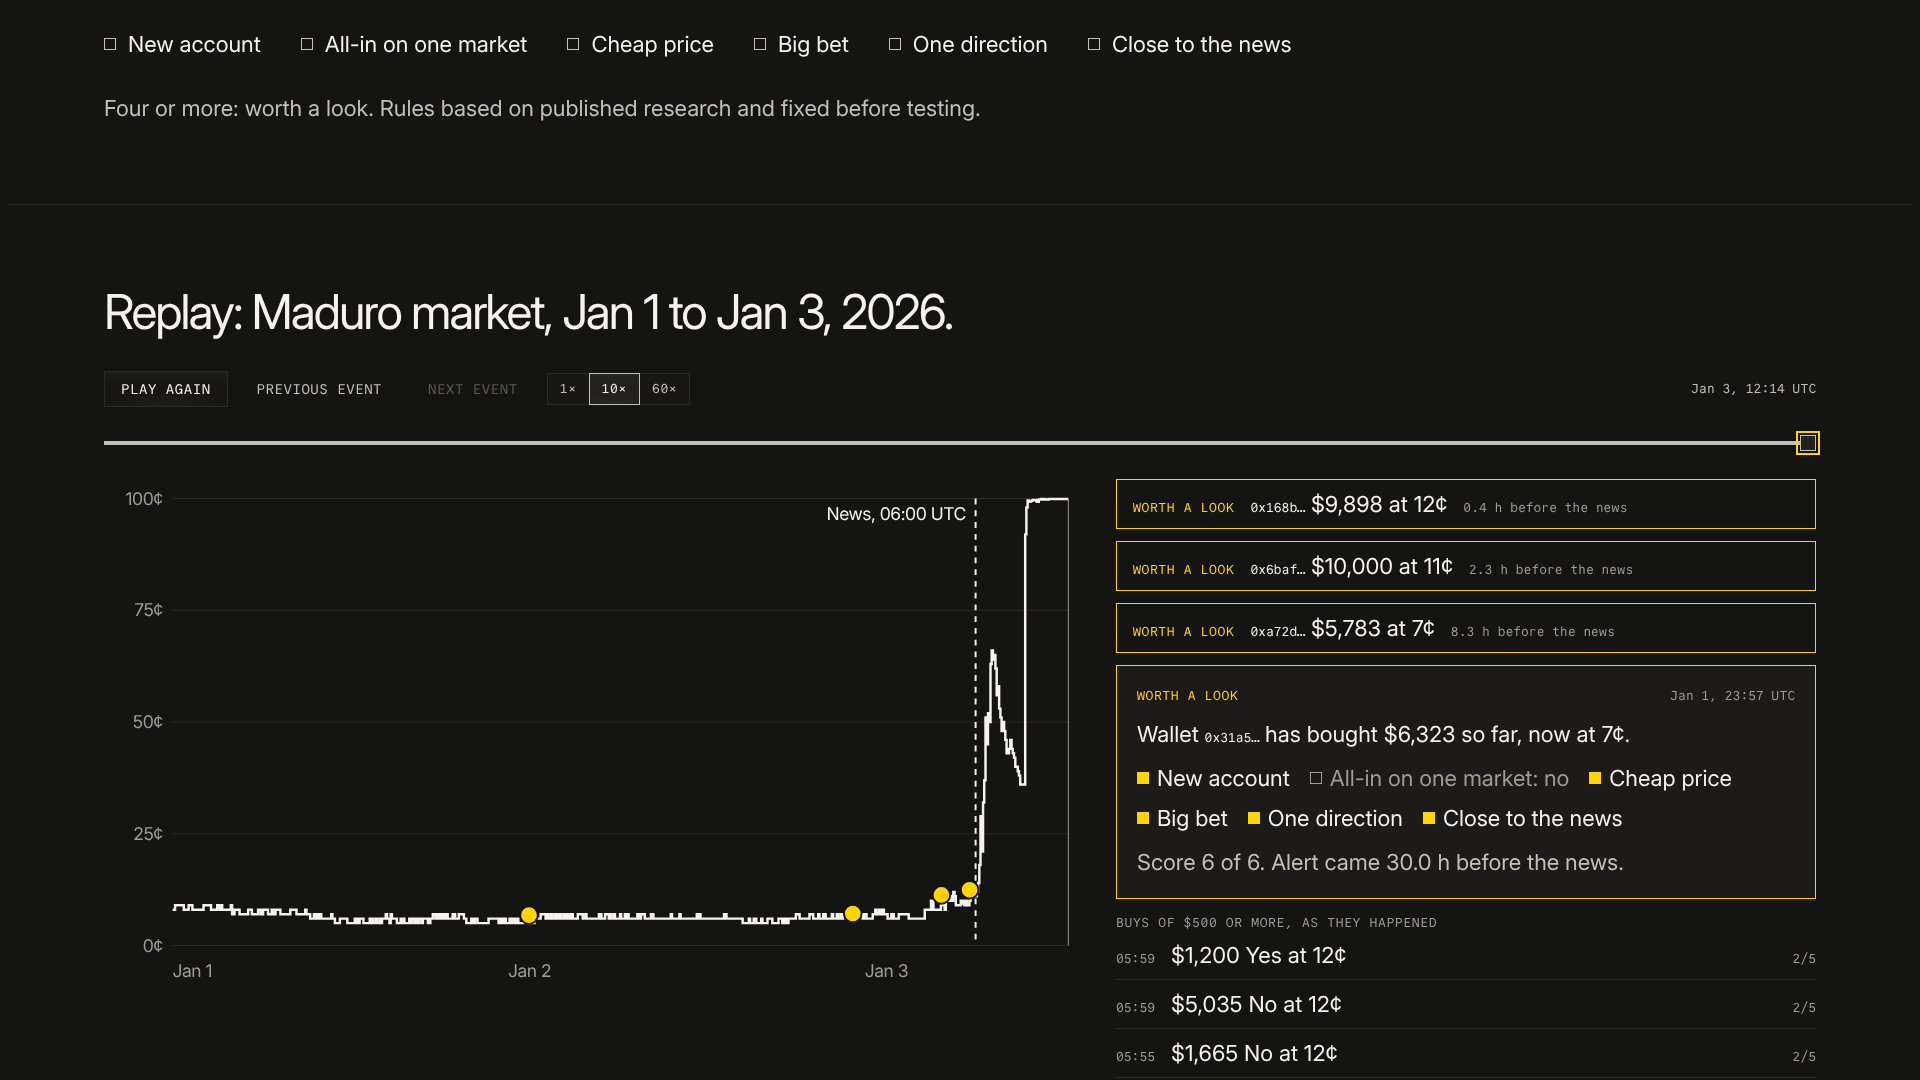 New account All-in on one market Cheap price Big bet One direction Close to the news
Four or more: worth a look. Rules based on published research and fixed before testing.
Replay: Maduro market, Jan 1 to Jan 3, 2026.
PLAY AGAIN PREVIOUS EVENT NEXT EVENT 1× 10× 60× Jan 3, 12:14 UTC
100¢
75¢
50¢
25¢
0¢
News, 06:00 UTC
Jan 1 Jan 2 Jan 3
WORTH A LOOK 0x168b… $9,898 at 12¢ 0.4 h before the news
WORTH A LOOK 0x6baf… $10,000 at 11¢ 2.3 h before the news
WORTH A LOOK 0xa72d… $5,783 at 7¢ 8.3 h before the news
WORTH A LOOK Jan 1, 23:57 UTC
Wallet 0x31a5… has bought $6,323 so far, now at 7¢.
New account All-in on one market: no Cheap price
Big bet One direction Close to the news
Score 6 of 6. Alert came 30.0 h before the news.
BUYS OF $500 OR MORE, AS THEY HAPPENED
05:59 $1,200 Yes at 12¢ 2/5
05:59 $5,035 No at 12¢ 2/5
05:55 $1,665 No at 12¢ 2/5